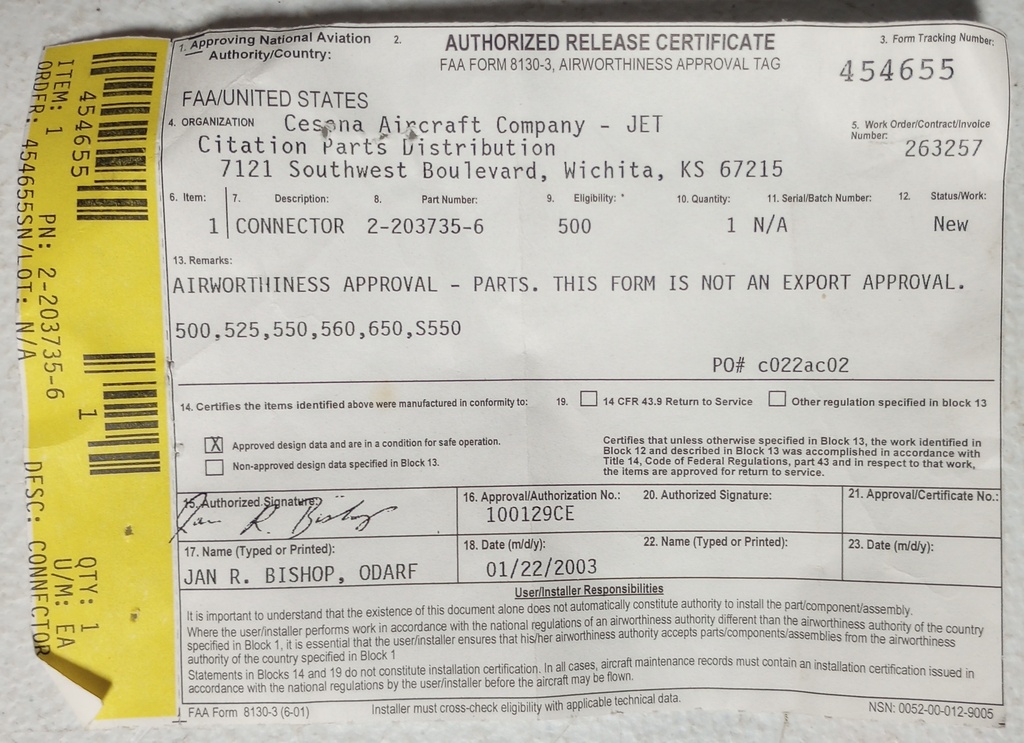 1. Approving National Aviation Authority/Country:
FAA/UNITED STATES
2.
AUTHORIZED RELEASE CERTIFICATE
FAA FORM 8130-3, AIRWORTHINESS APPROVAL TAG
3. Form Tracking Number:
454655
4. ORGANIZATION Cessna Aircraft Company - JET
Citation Parts Distribution
7121 Southwest Boulevard, Wichita, KS 67215
5. Work Order/Contract/Invoice
Number:
263257
6. Item: 7. Description: 8. Part Number: 9. Eligibility: * 10. Quantity: 11. Serial/Batch Number: 12. Status/Work:
1 CONNECTOR 2-203735-6 500 1 N/A New
13. Remarks:
AIRWORTHINESS APPROVAL - PARTS. THIS FORM IS NOT AN EXPORT APPROVAL.
500,525,550,560,650,S550
PO# c022ac02
14. Certifies the items identified above were manufactured in conformity to:
X Approved design data and are in a condition for safe operation.
Non-approved design data specified in Block 13.
19. 14 CFR 43.9 Return to Service Other regulation specified in block 13
Certifies that unless otherwise specified in Block 13, the work identified in
Block 12 and described in Block 13 was accomplished in accordance with
Title 14, Code of Federal Regulations, part 43 and in respect to that work,
the items are approved for return to service.
15. Authorized Signature:
Jan R. Bishop
16. Approval/Authorization No.:
100129CE
20. Authorized Signature:
21. Approval/Certificate No.:
17. Name (Typed or Printed):
JAN R. BISHOP, ODARF
18. Date (m/d/y):
01/22/2003
22. Name (Typed or Printed):
23. Date (m/d/y):
User/Installer Responsibilities
It is important to understand that the existence of this document alone does not automatically constitute authority to install the part/component/assembly.
Where the user/installer performs work in accordance with the national regulations of an airworthiness authority different than the airworthiness authority of the country
specified in Block 1, it is essential that the user/installer ensures that his/her airworthiness authority accepts parts/components/assemblies from the airworthiness
authority of the country specified in Block 1
Statements in Blocks 14 and 19 do not constitute installation certification. In all cases, aircraft maintenance records must contain an installation certification issued in
accordance with the national regulations by the user/installer before the aircraft may be flown.
FAA Form 8130-3 (6-01) Installer must cross-check eligibility with applicable technical data. NSN: 0052-00-012-9005
454655
1
ITEM: 1 PN: 2-203735-6 QTY: 1
U/M: EA
ORDER: 454655SN/LOT: N/A DESC: CONNECTOR